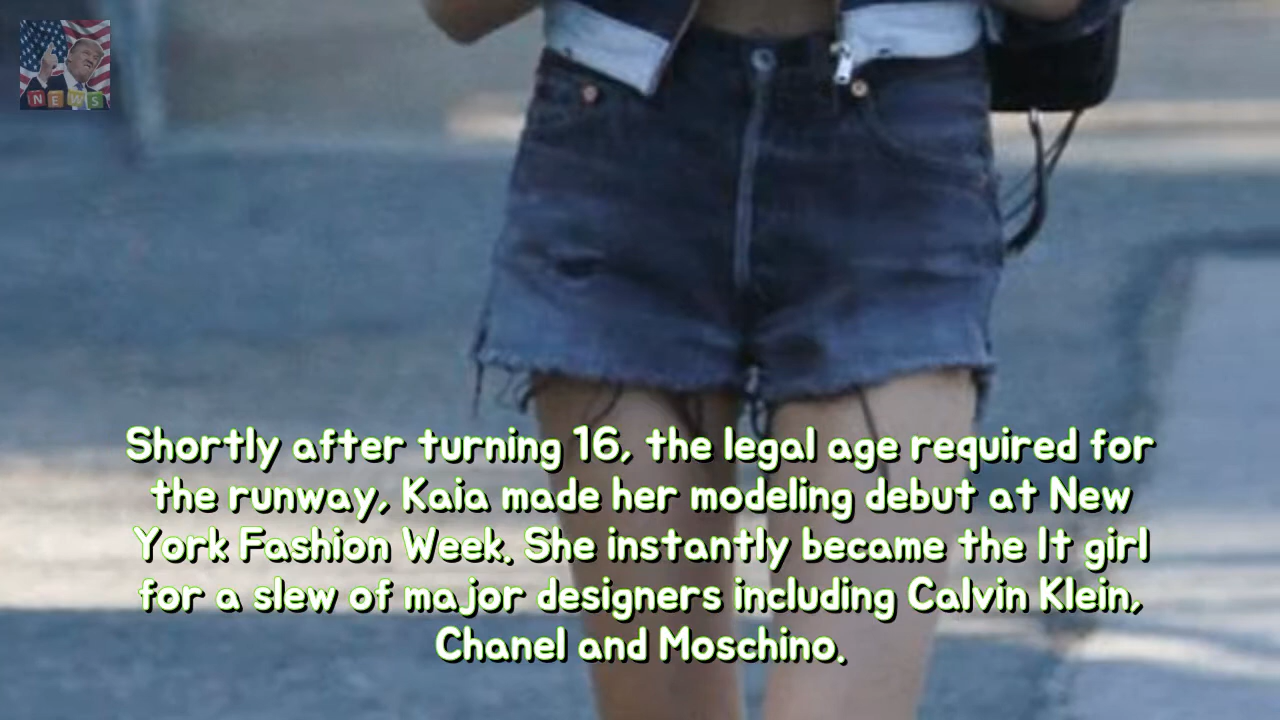 NEWS
Shortly after turning 16, the legal age required for
the runway, Kaia made her modeling debut at New
York Fashion Week. She instantly became the It girl
for a slew of major designers including Calvin Klein,
Chanel and Moschino.